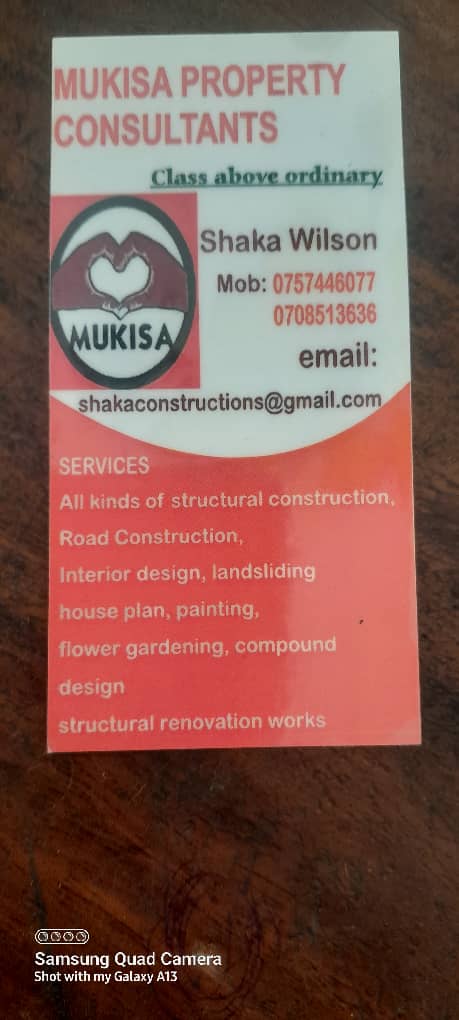 MUKISA PROPERTY
CONSULTANTS
Class above ordinary
MUKISA
Shaka Wilson
Mob: 0757446077
0708513636
email:
shakaconstructions@gmail.com
SERVICES
All kinds of structural construction,
Road Construction,
Interior design, landsliding
house plan, painting,
flower gardening, compound
design
structural renovation works
Samsung Quad Camera
Shot with my Galaxy A13